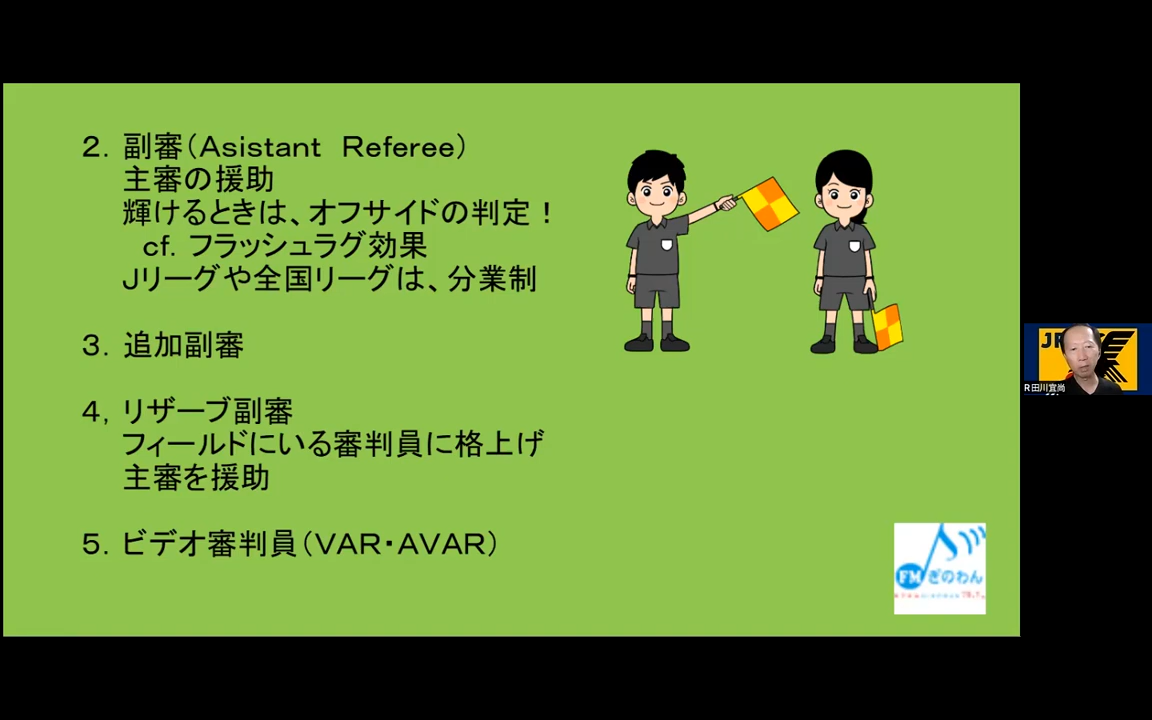 2. 副審（Asistant Referee）
主審の援助
輝けるときは、オフサイドの判定！
cf. フラッシュラグ効果
Jリーグや全国リーグは、分業制
3. 追加副審
4, リザーブ副審
フィールドにいる審判員に格上げ
主審を援助
5. ビデオ審判員（VAR・AVAR）
FMぎのわん
R田川宜尚